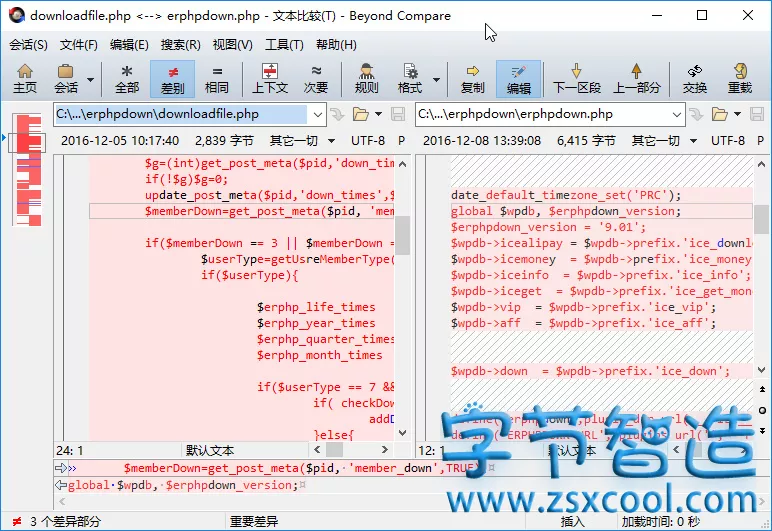 downloadfile.php <--> erphpdown.php - 文本比较(T) - Beyond Compare
会话(S) 文件(F) 编辑(E) 搜索(R) 视图(V) 工具(T) 帮助(H)
主页 会话 全部 差别 相同 上下文 次要 规则 格式 复制 编辑 下一区段 上一部分 交换 重载
C:\...\erphpdown\downloadfile.php
2016-12-05 10:17:40 2,839 字节 其它一切 UTF-8 P
$g=(int)get_post_meta($pid,'down_tim
if(!$g)$g=0;
update_post_meta($pid,'down_times',$
$memberDown=get_post_meta($pid, 'mem
if($memberDown == 3 || $memberDown =
$userType=getUsreMemberType(
if($userType){
$erphp_life_times
$erphp_year_times
$erphp_quarter_times
$erphp_month_times
if($userType == 7 &&
if( checkDow
addD
}else{
24: 1 默认文本
C:\...\erphpdown\erphpdown.php
2016-12-08 13:39:08 6,415 字节 其它一切 UTF-8 P
date_default_timezone_set('PRC');
global $wpdb, $erphpdown_version;
$erphpdown_version = '9.01';
$wpdb->icealipay = $wpdb->prefix.'ice_downl
$wpdb->icemoney = $wpdb->prefix.'ice_money
$wpdb->iceinfo = $wpdb->prefix.'ice_info';
$wpdb->iceget = $wpdb->prefix.'ice_get_mon
$wpdb->vip = $wpdb->prefix.'ice_vip';
$wpdb->aff = $wpdb->prefix.'ice_aff';
$wpdb->down = $wpdb->prefix.'ice_down';
12: 1 默认文本
$memberDown=get_post_meta($pid, 'member_down',TRUE)
global $wpdb, $erphpdown_version;
字节智造
www.zsxcool.com
3 个差异部分 重要差异 插入 加载时间: 0 秒